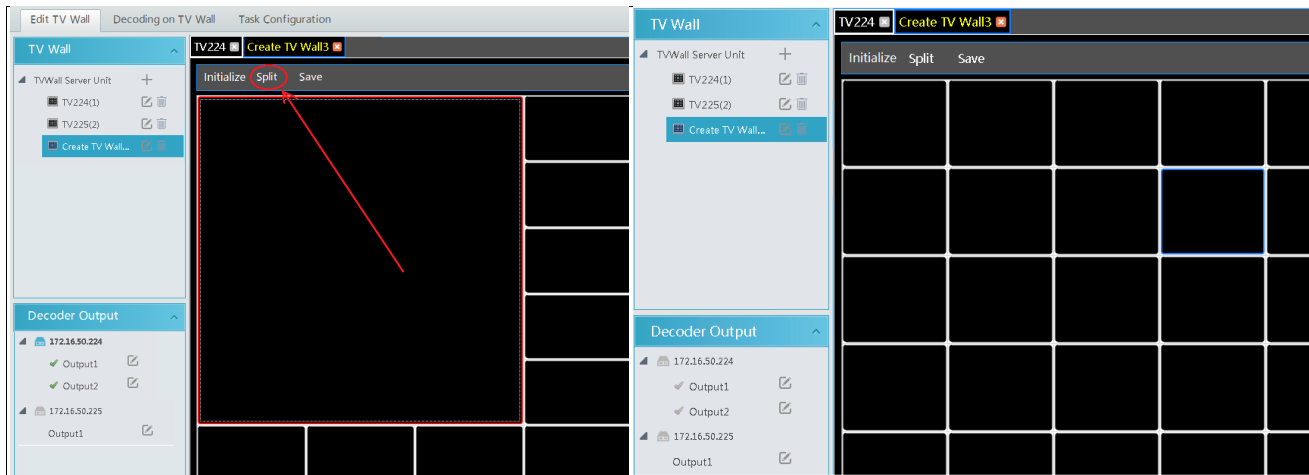 Edit TV Wall Decoding on TV Wall Task Configuration
TV Wall
TV224 Create TV Wall3
TVWall Server Unit
Initialize Split Save
TV224(1)
TV225(2)
Create TV Wall...
Decoder Output
172.16.50.224
Output1
Output2
172.16.50.225
Output1
TV Wall
TV224 Create TV Wall3
TVWall Server Unit
Initialize Split Save
TV224(1)
TV225(2)
Create TV Wall...
Decoder Output
172.16.50.224
Output1
Output2
172.16.50.225
Output1